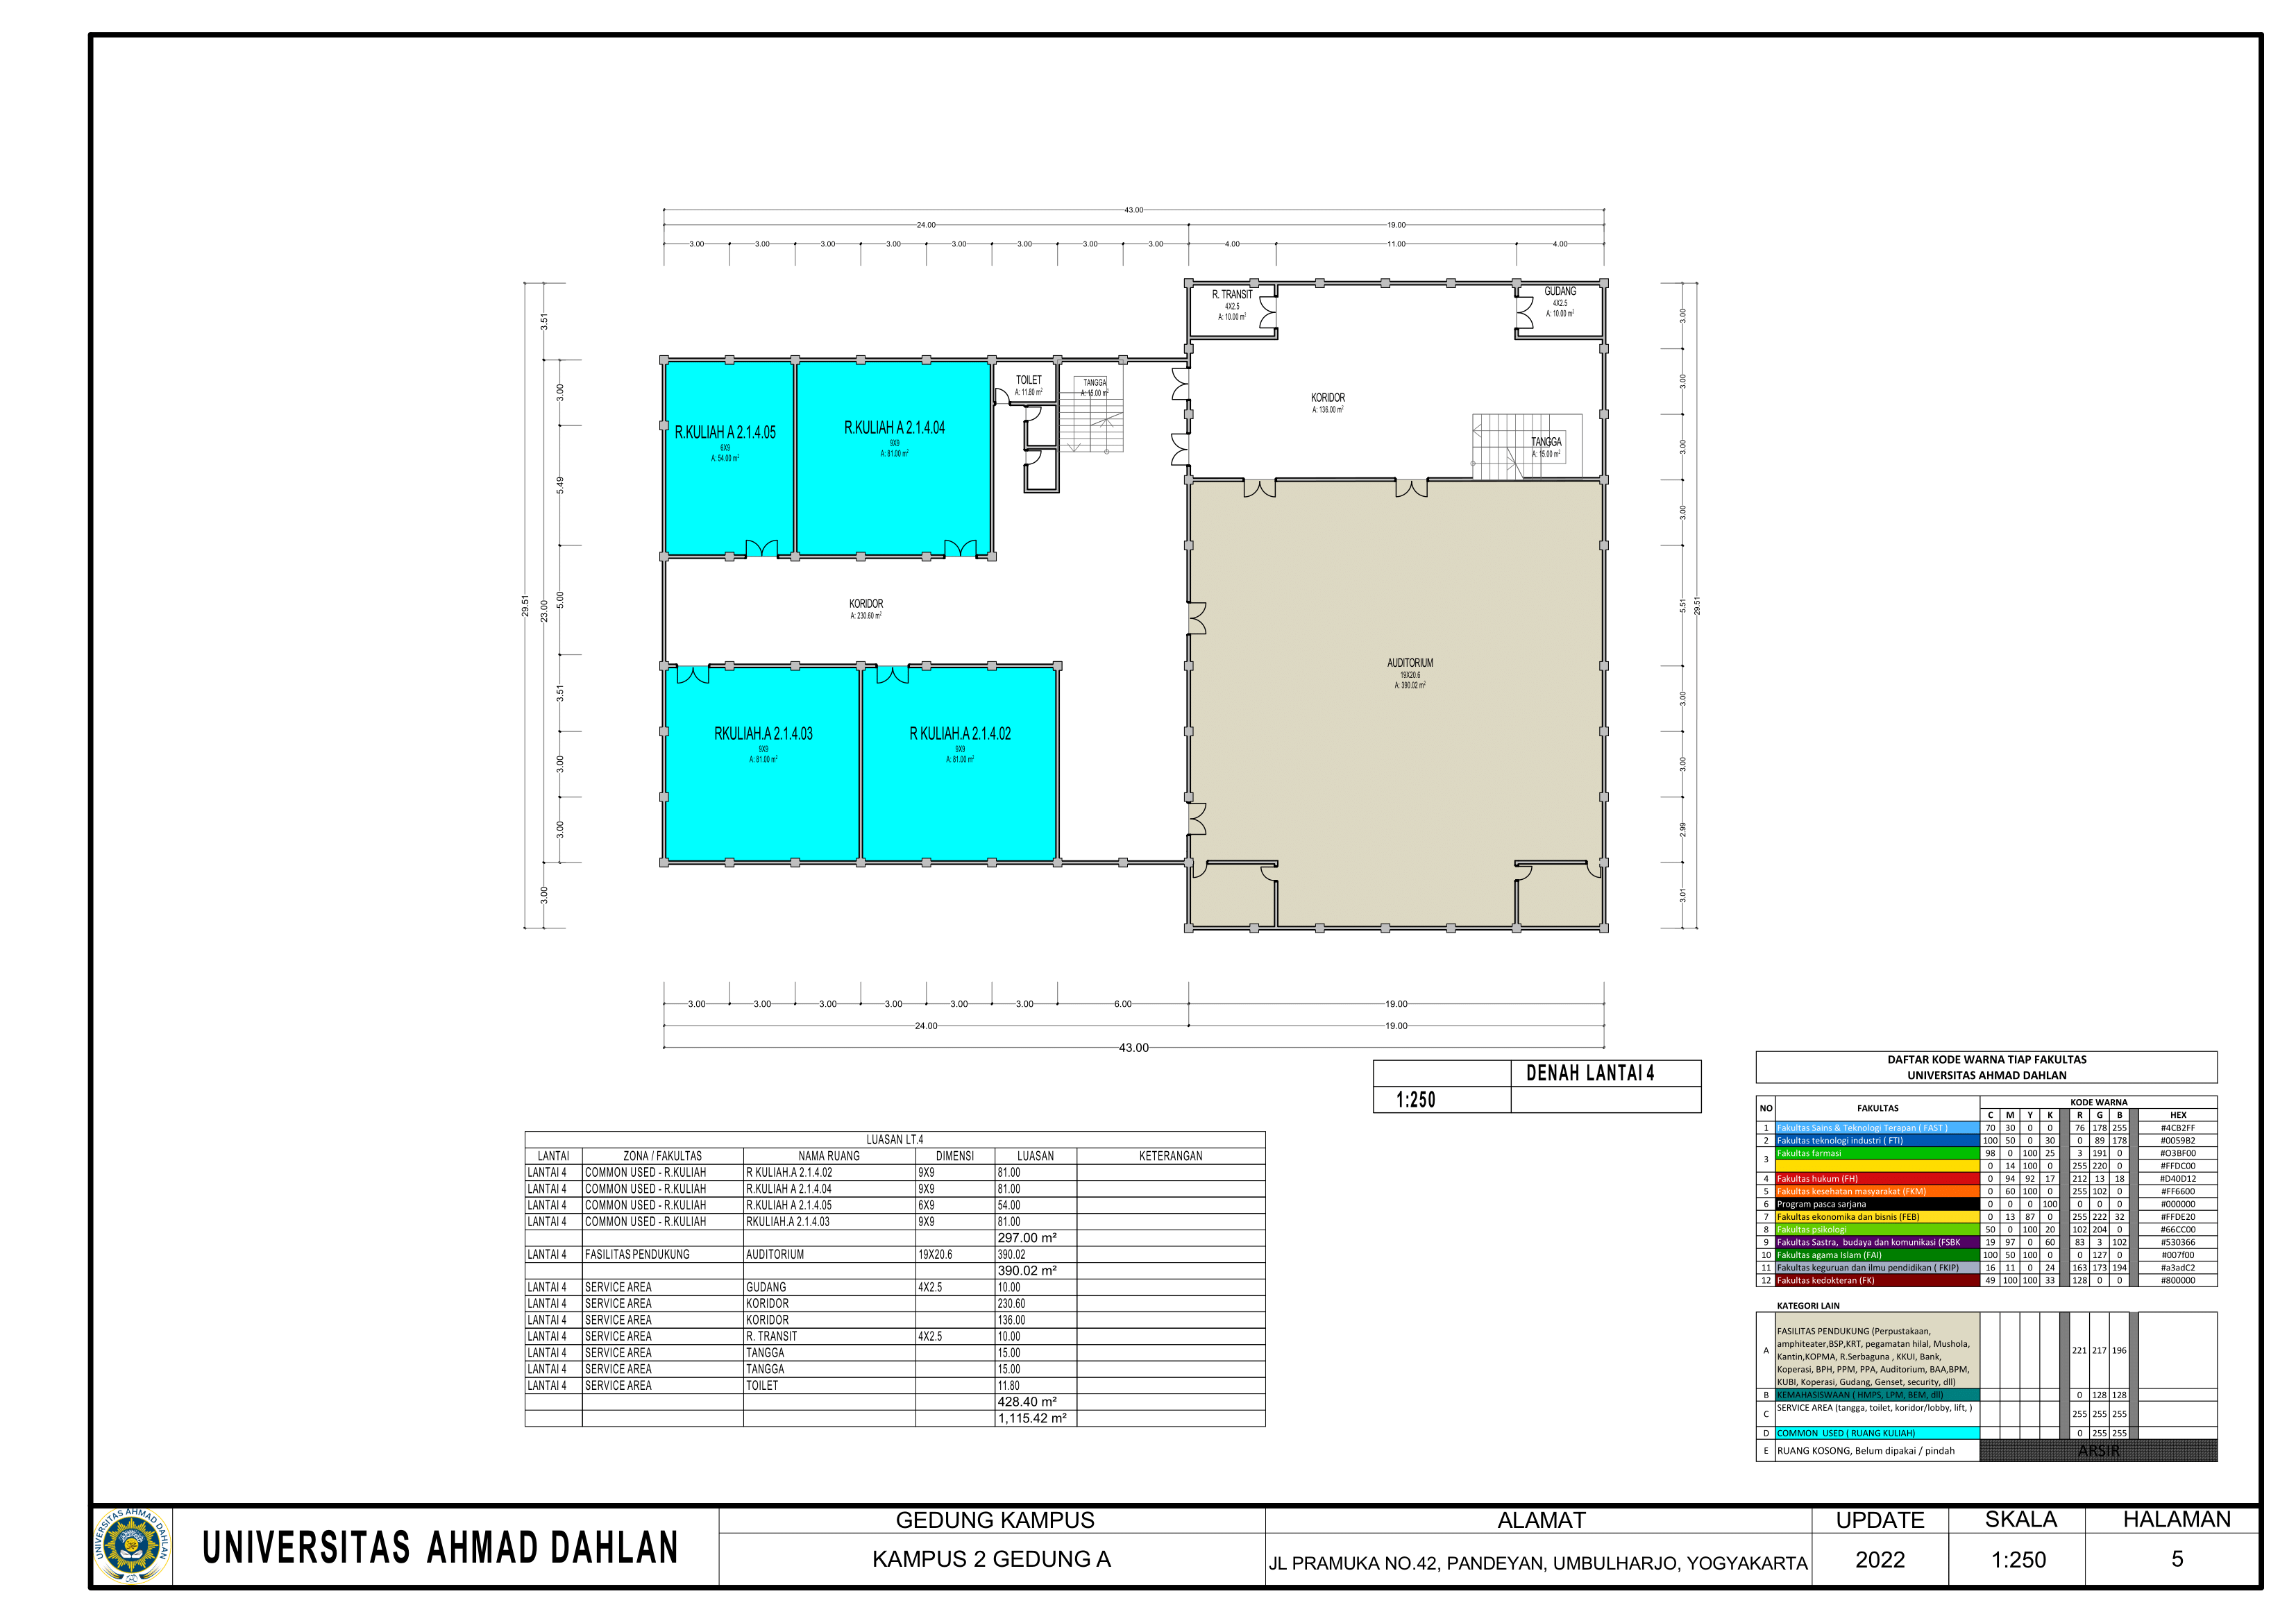 43.00
24.00 19.00
3.00 3.00 3.00 3.00 3.00 3.00 3.00 3.00 4.00 11.00 4.00
29.51
3.51
23.00
3.00
3.00
5.49
5.00
3.51
3.00
3.00
R. TRANSIT
4X2.5
A: 10.00 m²
GUDANG
4X2.5
A: 10.00 m²
TOILET
A: 11.80 m²
TANGGA
A: 15.00 m²
KORIDOR
A: 136.00 m²
TANGGA
A: 15.00 m²
R.KULIAH A 2.1.4.05
6X9
A: 54.00 m²
R.KULIAH A 2.1.4.04
9X9
A: 81.00 m²
KORIDOR
A: 230.60 m²
AUDITORIUM
19X20.6
A: 390.02 m²
RKULIAH.A 2.1.4.03
9X9
A: 81.00 m²
R KULIAH.A 2.1.4.02
9X9
A: 81.00 m²
3.00
3.00
3.00
3.00
5.51
3.00
3.00
2.99
3.01
29.51
3.00 3.00 3.00 3.00 3.00 3.00 6.00 19.00
24.00 19.00
43.00
DENAH LANTAI 4
1:250
LUASAN LT.4
LANTAI ZONA / FAKULTAS NAMA RUANG DIMENSI LUASAN KETERANGAN
LANTAI 4 COMMON USED - R.KULIAH R KULIAH.A 2.1.4.02 9X9 81.00
LANTAI 4 COMMON USED - R.KULIAH R.KULIAH A 2.1.4.04 9X9 81.00
LANTAI 4 COMMON USED - R.KULIAH R.KULIAH A 2.1.4.05 6X9 54.00
LANTAI 4 COMMON USED - R.KULIAH RKULIAH.A 2.1.4.03 9X9 81.00
297.00 m²
LANTAI 4 FASILITAS PENDUKUNG AUDITORIUM 19X20.6 390.02
390.02 m²
LANTAI 4 SERVICE AREA GUDANG 4X2.5 10.00
LANTAI 4 SERVICE AREA KORIDOR 230.60
LANTAI 4 SERVICE AREA KORIDOR 136.00
LANTAI 4 SERVICE AREA R. TRANSIT 4X2.5 10.00
LANTAI 4 SERVICE AREA TANGGA 15.00
LANTAI 4 SERVICE AREA TANGGA 15.00
LANTAI 4 SERVICE AREA TOILET 11.80
428.40 m²
1,115.42 m²
DAFTAR KODE WARNA TIAP FAKULTAS
UNIVERSITAS AHMAD DAHLAN
NO FAKULTAS KODE WARNA
C M Y K R G B HEX
1 Fakultas Sains & Teknologi Terapan ( FAST ) 70 30 0 0 76 178 255 #4CB2FF
2 Fakultas teknologi industri ( FTI) 100 50 0 30 0 89 178 #0059B2
3 Fakultas farmasi 98 0 100 25 3 191 0 #O3BF00
0 14 100 0 255 220 0 #FFDC00
4 Fakultas hukum (FH) 0 94 92 17 212 13 18 #D40D12
5 Fakultas kesehatan masyarakat (FKM) 0 60 100 0 255 102 0 #FF6600
6 Program pasca sarjana 0 0 0 100 0 0 0 #000000
7 Fakultas ekonomika dan bisnis (FEB) 0 13 87 0 255 222 32 #FFDE20
8 Fakultas psikologi 50 0 100 20 102 204 0 #66CC00
9 Fakultas Sastra, budaya dan komunikasi (FSBK 19 97 0 60 83 3 102 #530366
10 Fakultas agama Islam (FAI) 100 50 100 0 0 127 0 #007f00
11 Fakultas keguruan dan ilmu pendidikan ( FKIP) 16 11 0 24 163 173 194 #a3adC2
12 Fakultas kedokteran (FK) 49 100 100 33 128 0 0 #800000
KATEGORI LAIN
A FASILITAS PENDUKUNG (Perpustakaan,
amphiteater,BSP,KRT, pegamatan hilal, Mushola,
Kantin,KOPMA, R.Serbaguna , KKUI, Bank, 221 217 196
Koperasi, BPH, PPM, PPA, Auditorium, BAA,BPM,
KUBI, Koperasi, Gudang, Genset, security, dll)
B KEMAHASISWAAN ( HMPS, LPM, BEM, dll) 0 128 128
C SERVICE AREA (tangga, toilet, koridor/lobby, lift, ) 255 255 255
D COMMON USED ( RUANG KULIAH) 0 255 255
E RUANG KOSONG, Belum dipakai / pindah ARSIR
UNIVERSITAS AHMAD DAHLAN
UNIVERSITAS AHMAD DAHLAN
GEDUNG KAMPUS ALAMAT UPDATE SKALA HALAMAN
KAMPUS 2 GEDUNG A JL PRAMUKA NO.42, PANDEYAN, UMBULHARJO, YOGYAKARTA 2022 1:250 5